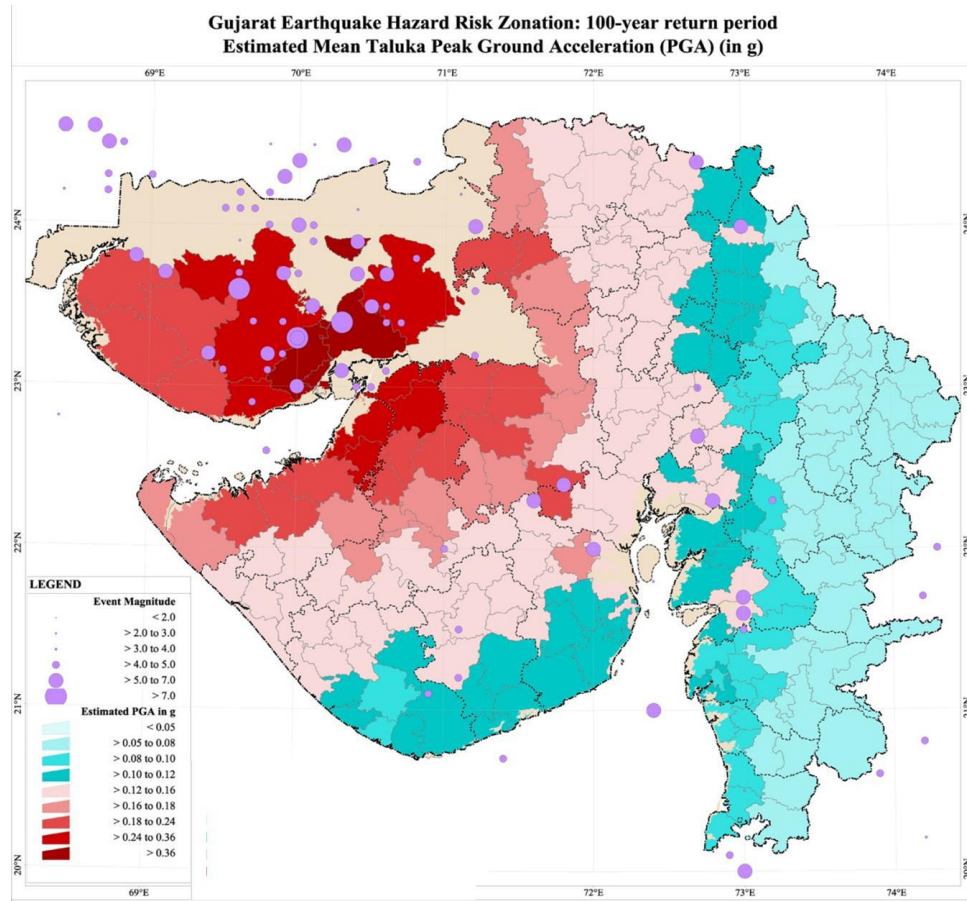 Gujarat Earthquake Hazard Risk Zonation: 100-year return period
Estimated Mean Taluka Peak Ground Acceleration (PGA) (in g)
69°E 70°E 71°E 72°E 73°E 74°E
24°N
23°N 23°N
22°N
21°N
20°N
LEGEND
Event Magnitude
< 2.0
> 2.0 to 3.0
> 3.0 to 4.0
> 4.0 to 5.0
> 5.0 to 7.0
> 7.0
Estimated PGA in g
< 0.05
> 0.05 to 0.08
> 0.08 to 0.10
> 0.10 to 0.12
> 0.12 to 0.16
> 0.16 to 0.18
> 0.18 to 0.24
> 0.24 to 0.36
> 0.36
69°E 72°E 73°E 74°E